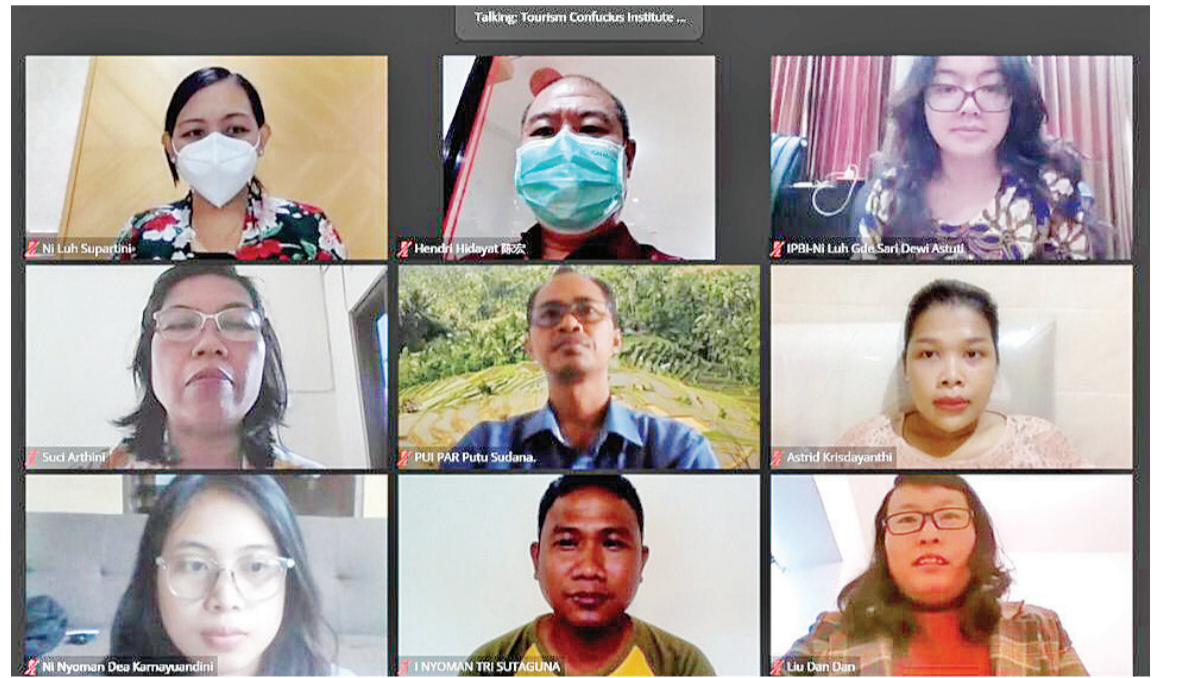 Talking: Tourism Confucius Institute ...
Ni Luh Supartini
Hendri Hidayat 陈宏
IPBI-Ni Luh Gde Sari Dewi Astuti
Suci Arthini
PUI PAR Putu Sudana.
Astrid Krisdayanthi
Ni Nyoman Dea Karnayuandini
I NYOMAN TRI SUTAGUNA
Liu Dan Dan